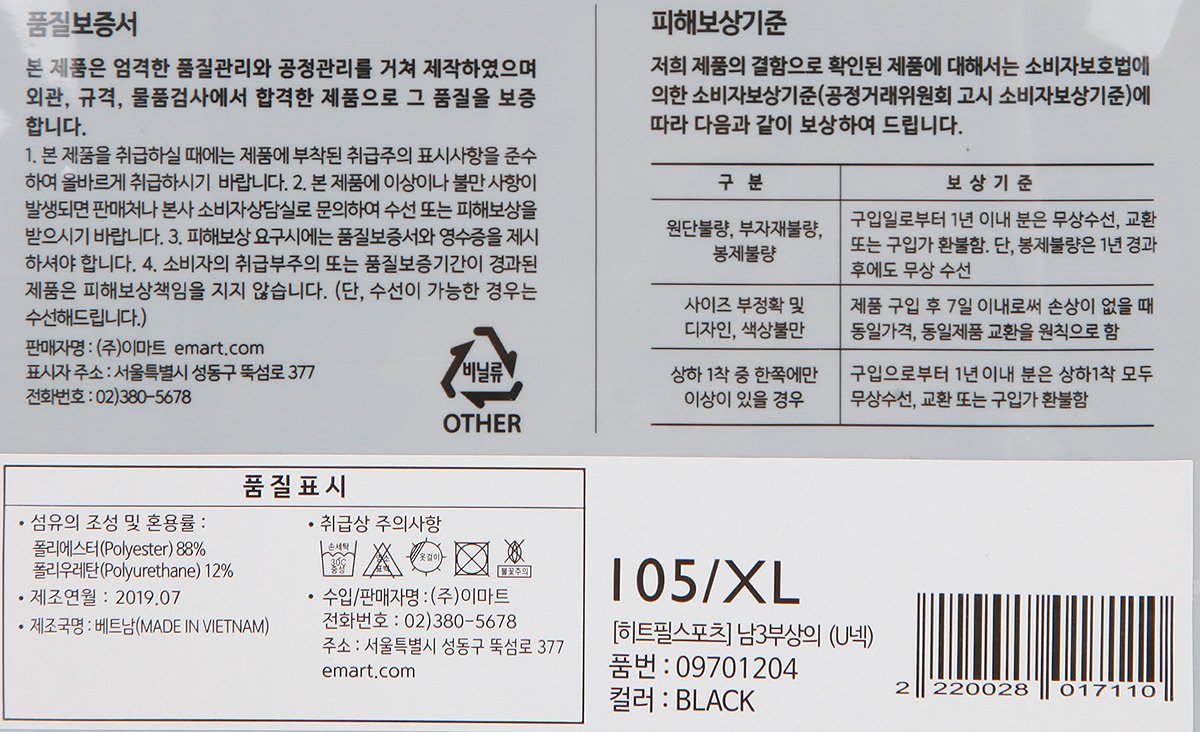 품질보증서
본 제품은 엄격한 품질관리와 공정관리를 거쳐 제작하였으며
외관, 규격, 물품검사에서 합격한 제품으로 그 품질을 보증
합니다.
1. 본 제품을 취급하실 때에는 제품에 부착된 취급주의 표시사항을 준수
하여 올바르게 취급하시기 바랍니다. 2. 본 제품에 이상이나 불만 사항이
발생되면 판매처나 본사 소비자상담실로 문의하여 수선 또는 피해보상을
받으시기 바랍니다. 3. 피해보상 요구시에는 품질보증서와 영수증을 제시
하셔야 합니다. 4. 소비자의 취급부주의 또는 품질보증기간이 경과된
제품은 피해보상책임을 지지 않습니다. (단, 수선이 가능한 경우는
수선해드립니다.)
판매자명 : (주)이마트 emart.com
표시자 주소 : 서울특별시 성동구 뚝섬로 377
전화번호 : 02)380-5678
비닐류
OTHER
피해보상기준
저희 제품의 결함으로 확인된 제품에 대해서는 소비자보호법에
의한 소비자보상기준(공정거래위원회 고시 소비자보상기준)에
따라 다음과 같이 보상하여 드립니다.
구 분 보 상 기 준
원단불량, 부자재불량,
봉제불량
구입일로부터 1년 이내 분은 무상수선, 교환
또는 구입가 환불함. 단, 봉제불량은 1년 경과
후에도 무상 수선
사이즈 부정확 및
디자인, 색상불만
제품 구입 후 7일 이내로써 손상이 없을 때
동일가격, 동일제품 교환을 원칙으로 함
상하 1착 중 한쪽에만
이상이 있을 경우
구입으로부터 1년 이내 분은 상하1착 모두
무상수선, 교환 또는 구입가 환불함
품질표시
• 섬유의 조성 및 혼용률 :
폴리에스터(Polyester) 88%
폴리우레탄(Polyurethane) 12%
• 제조연월 : 2019.07
• 제조국명 : 베트남(MADE IN VIETNAM)
• 취급상 주의사항
손세탁
30℃
중성
염소
표백
옷걸이
불꽃주의
• 수입/판매자명 : (주)이마트
전화번호 : 02)380-5678
주소 : 서울특별시 성동구 뚝섬로 377
emart.com
105/XL
[히트필스포츠] 남3부상의 (U넥)
품번 : 09701204
컬러 : BLACK
2 220028 017110